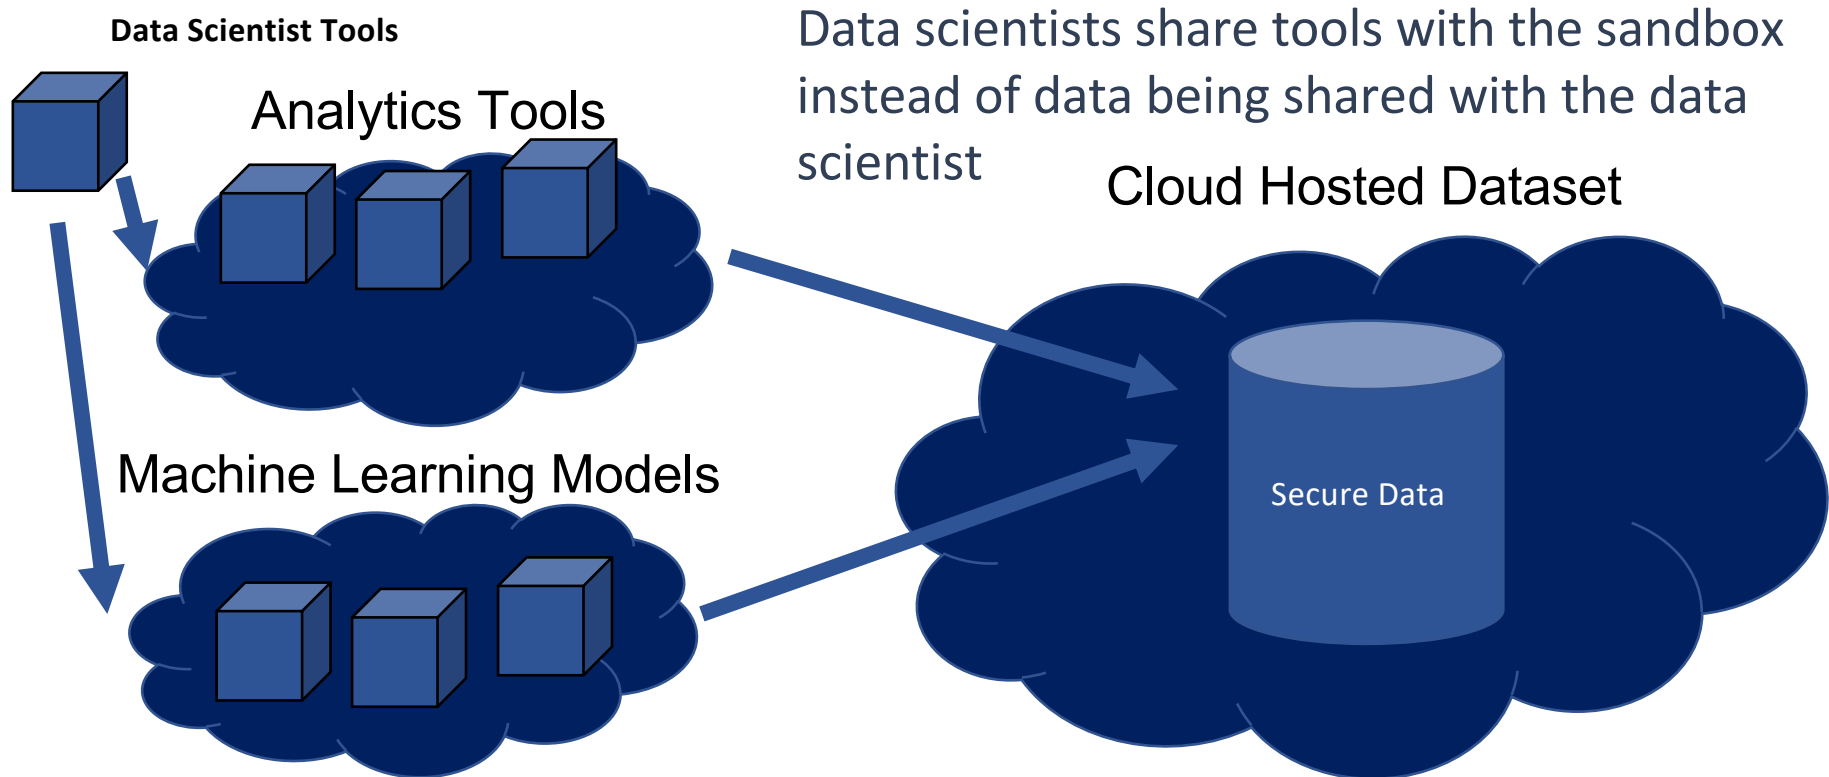 Data Scientist Tools
Data scientists share tools with the sandbox
instead of data being shared with the data
scientist
Analytics Tools
Cloud Hosted Dataset
Machine Learning Models
Secure Data